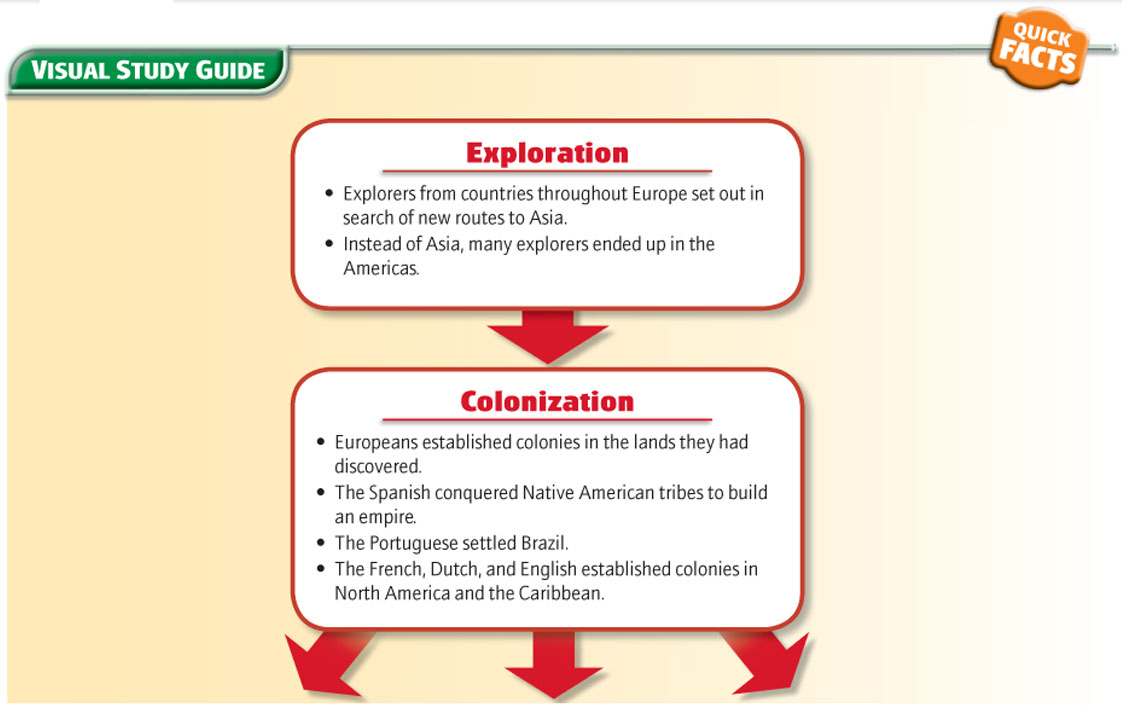 VISUAL STUDY GUIDE
QUICK
FACTS
Exploration
• Explorers from countries throughout Europe set out in
search of new routes to Asia.
• Instead of Asia, many explorers ended up in the
Americas.
Colonization
• Europeans established colonies in the lands they had
discovered.
• The Spanish conquered Native American tribes to build
an empire.
• The Portuguese settled Brazil.
• The French, Dutch, and English established colonies in
North America and the Caribbean.